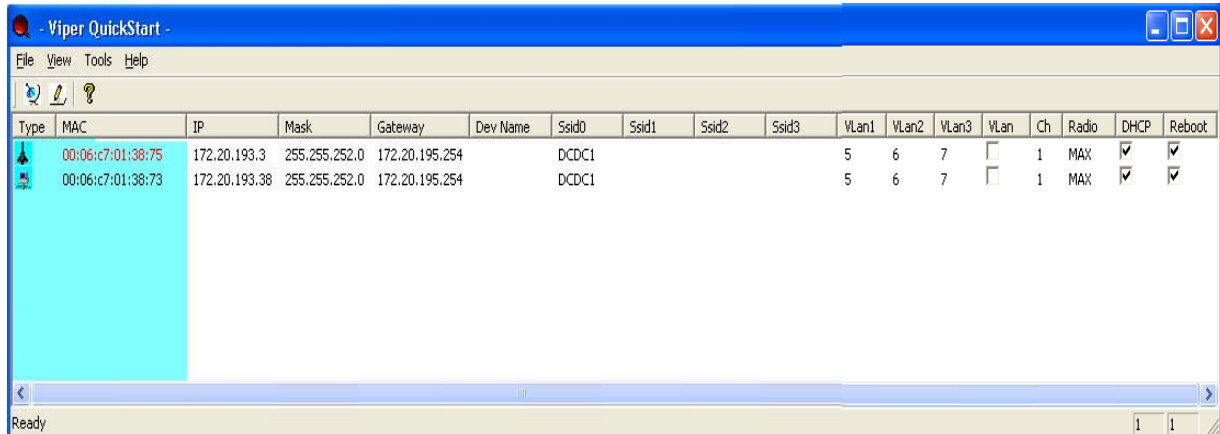 - Viper QuickStart -
File View Tools Help
Type MAC IP Mask Gateway Dev Name Ssid0 Ssid1 Ssid2 Ssid3 VLan1 VLan2 VLan3 VLan Ch Radio DHCP Reboot
00:06:c7:01:38:75 172.20.193.3 255.255.252.0 172.20.195.254 DCDC1 5 6 7 1 MAX
00:06:c7:01:38:73 172.20.193.38 255.255.252.0 172.20.195.254 DCDC1 5 6 7 1 MAX
Ready 1 1